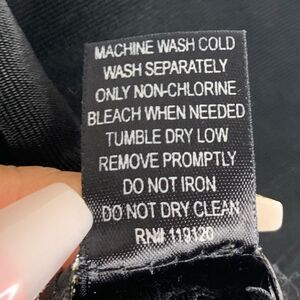 MACHINE WASH COLD
WASH SEPARATELY
ONLY NON-CHLORINE
BLEACH WHEN NEEDED
TUMBLE DRY LOW
REMOVE PROMPTLY
DO NOT IRON
DO NOT DRY CLEAN
RN# 119120